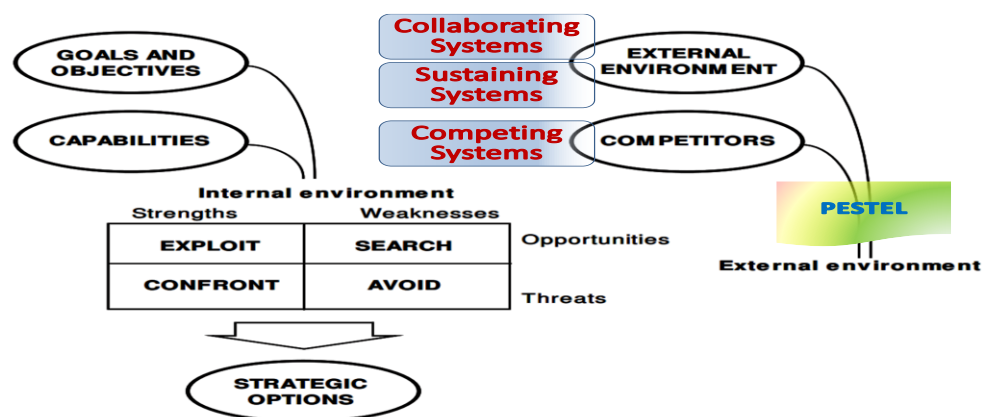 GOALS AND
OBJECTIVES
Collaborating
Systems
Sustaining
Systems
EXTERNAL
ENVIRONMENT
CAPABILITIES
Competing
Systems
COMPETITORS
PESTEL
Internal environment
Strengths Weaknesses
EXPLOIT SEARCH Opportunities
External environment
CONFRONT AVOID
Threats
STRATEGIC
OPTIONS